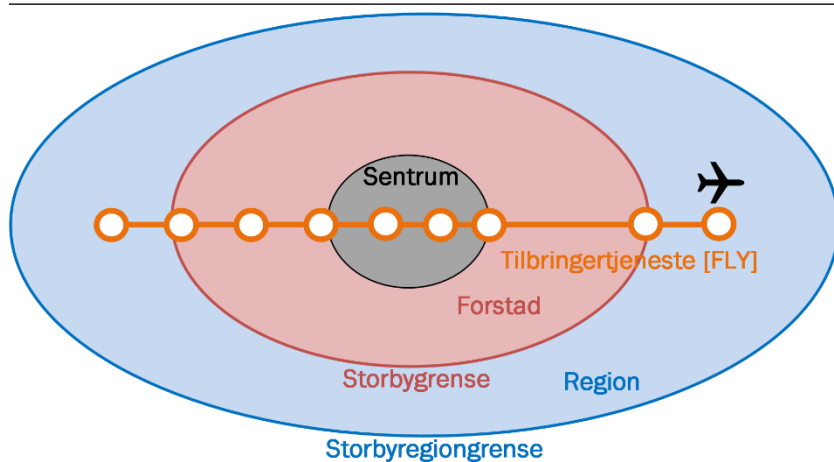 Sentrum
Tilbringertjeneste [FLY]
Forstad
Storbygrense
Region
Storbyregiongrense